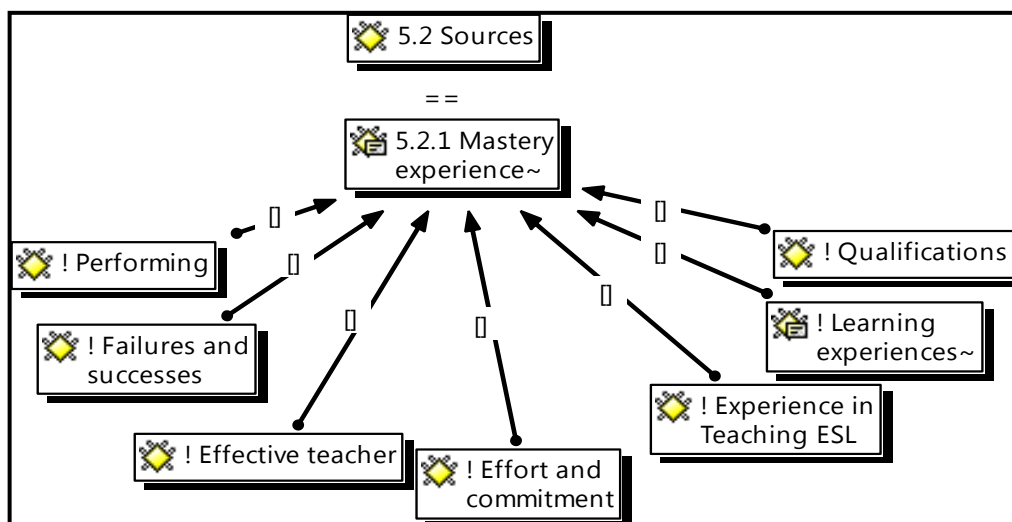 5.2 Sources
==
5.2.1 Mastery
experience~
[]
[]
[]
[]
[]
[]
[]
! Performing
! Qualifications
! Failures and
successes
! Learning
experiences~
! Effective teacher
! Effort and
commitment
! Experience in
Teaching ESL